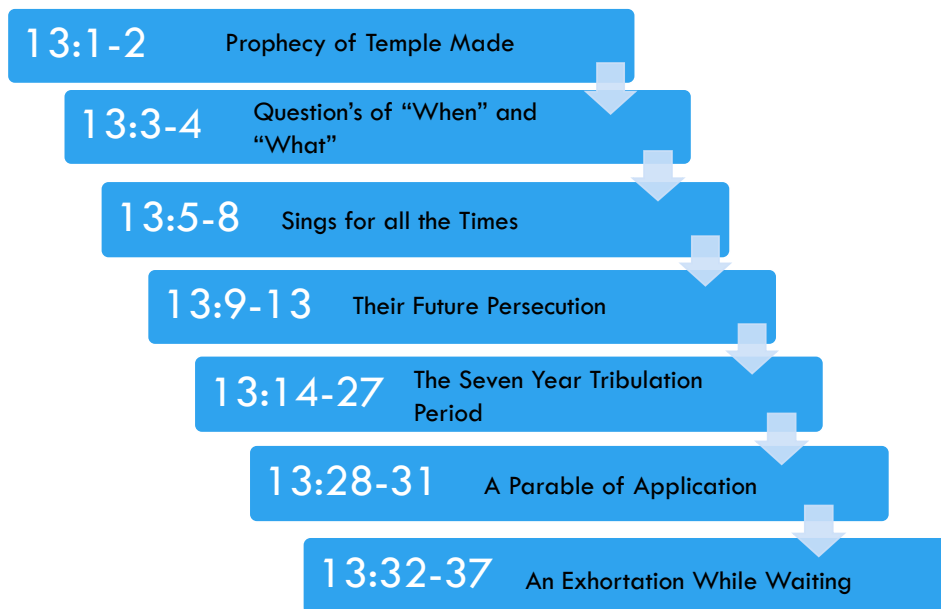 13:1-2 Prophecy of Temple Made
13:3-4 Question's of “When” and
“What”
13:5-8 Sings for all the Times
13:9-13 Their Future Persecution
13:14-27 The Seven Year Tribulation
Period
13:28-31 A Parable of Application
13:32-37 An Exhortation While Waiting